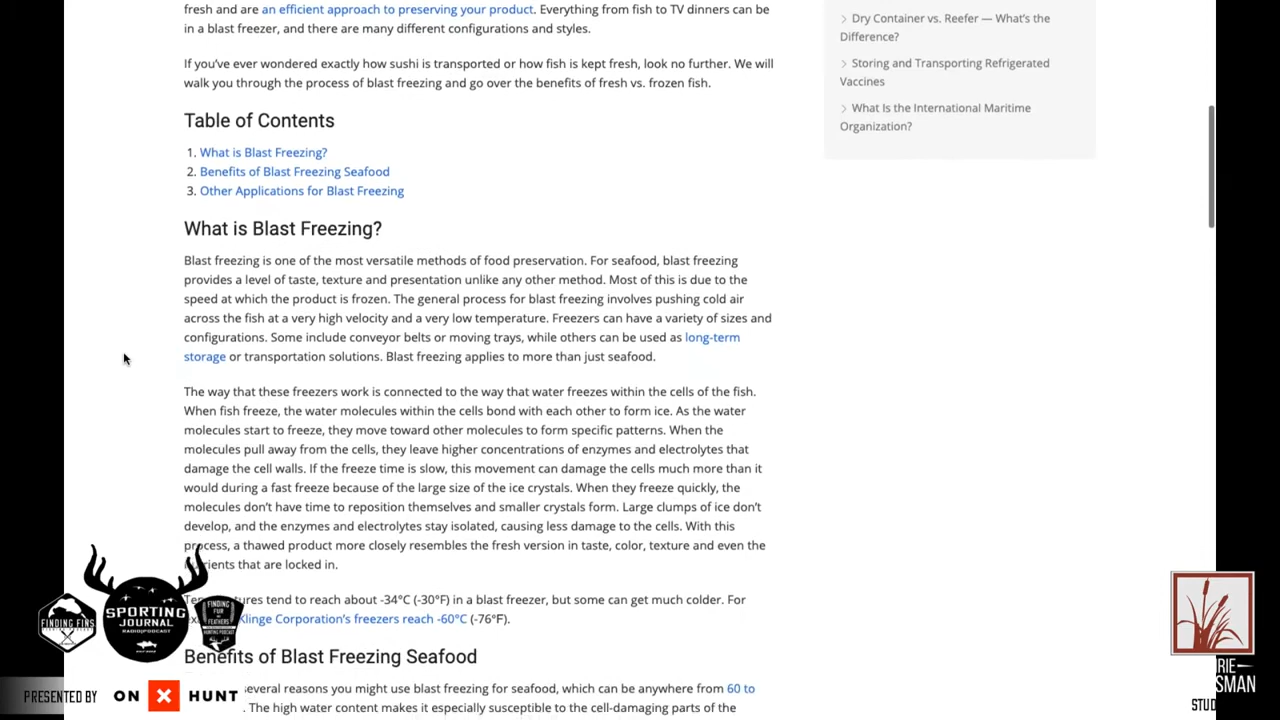 fresh and are an efficient approach to preserving your product. Everything from fish to TV dinners can be
in a blast freezer, and there are many different configurations and styles.
If you've ever wondered exactly how sushi is transported or how fish is kept fresh, look no further. We will
walk you through the process of blast freezing and go over the benefits of fresh vs. frozen fish.
Table of Contents
1. What is Blast Freezing?
2. Benefits of Blast Freezing Seafood
3. Other Applications for Blast Freezing
What is Blast Freezing?
Blast freezing is one of the most versatile methods of food preservation. For seafood, blast freezing
provides a level of taste, texture and presentation unlike any other method. Most of this is due to the
speed at which the product is frozen. The general process for blast freezing involves pushing cold air
across the fish at a very high velocity and a very low temperature. Freezers can have a variety of sizes and
configurations. Some include conveyor belts or moving trays, while others can be used as long-term
storage or transportation solutions. Blast freezing applies to more than just seafood.
The way that these freezers work is connected to the way that water freezes within the cells of the fish.
When fish freeze, the water molecules within the cells bond with each other to form ice. As the water
molecules start to freeze, they move toward other molecules to form specific patterns. When the
molecules pull away from the cells, they leave higher concentrations of enzymes and electrolytes that
damage the cell walls. If the freeze time is slow, this movement can damage the cells much more than it
would during a fast freeze because of the large size of the ice crystals. When they freeze quickly, the
molecules don't have time to reposition themselves and smaller crystals form. Large clumps of ice don't
develop, and the enzymes and electrolytes stay isolated, causing less damage to the cells. With this
process, a thawed product more closely resembles the fresh version in taste, color, texture and even the
that are locked in.
tend to reach about -34°C (-30°F) in a blast freezer, but some can get much colder. For
Klinge Corporation's freezers reach -60°C (-76°F).
Benefits of Blast Freezing Seafood
several reasons you might use blast freezing for seafood, which can be anywhere from 60 to
. The high water content makes it especially susceptible to the cell-damaging parts of the
Dry Container vs. Reefer — What's the
Difference?
Storing and Transporting Refrigerated
Vaccines
What Is the International Maritime
Organization?
FINDING FINS
SPORTING
JOURNAL
RADIO|PODCAST
FINDING FUR
FEATHERS
HUNTING PODCAST
PRESENTED BY ON X HUNT
RIE
SMAN
STUD